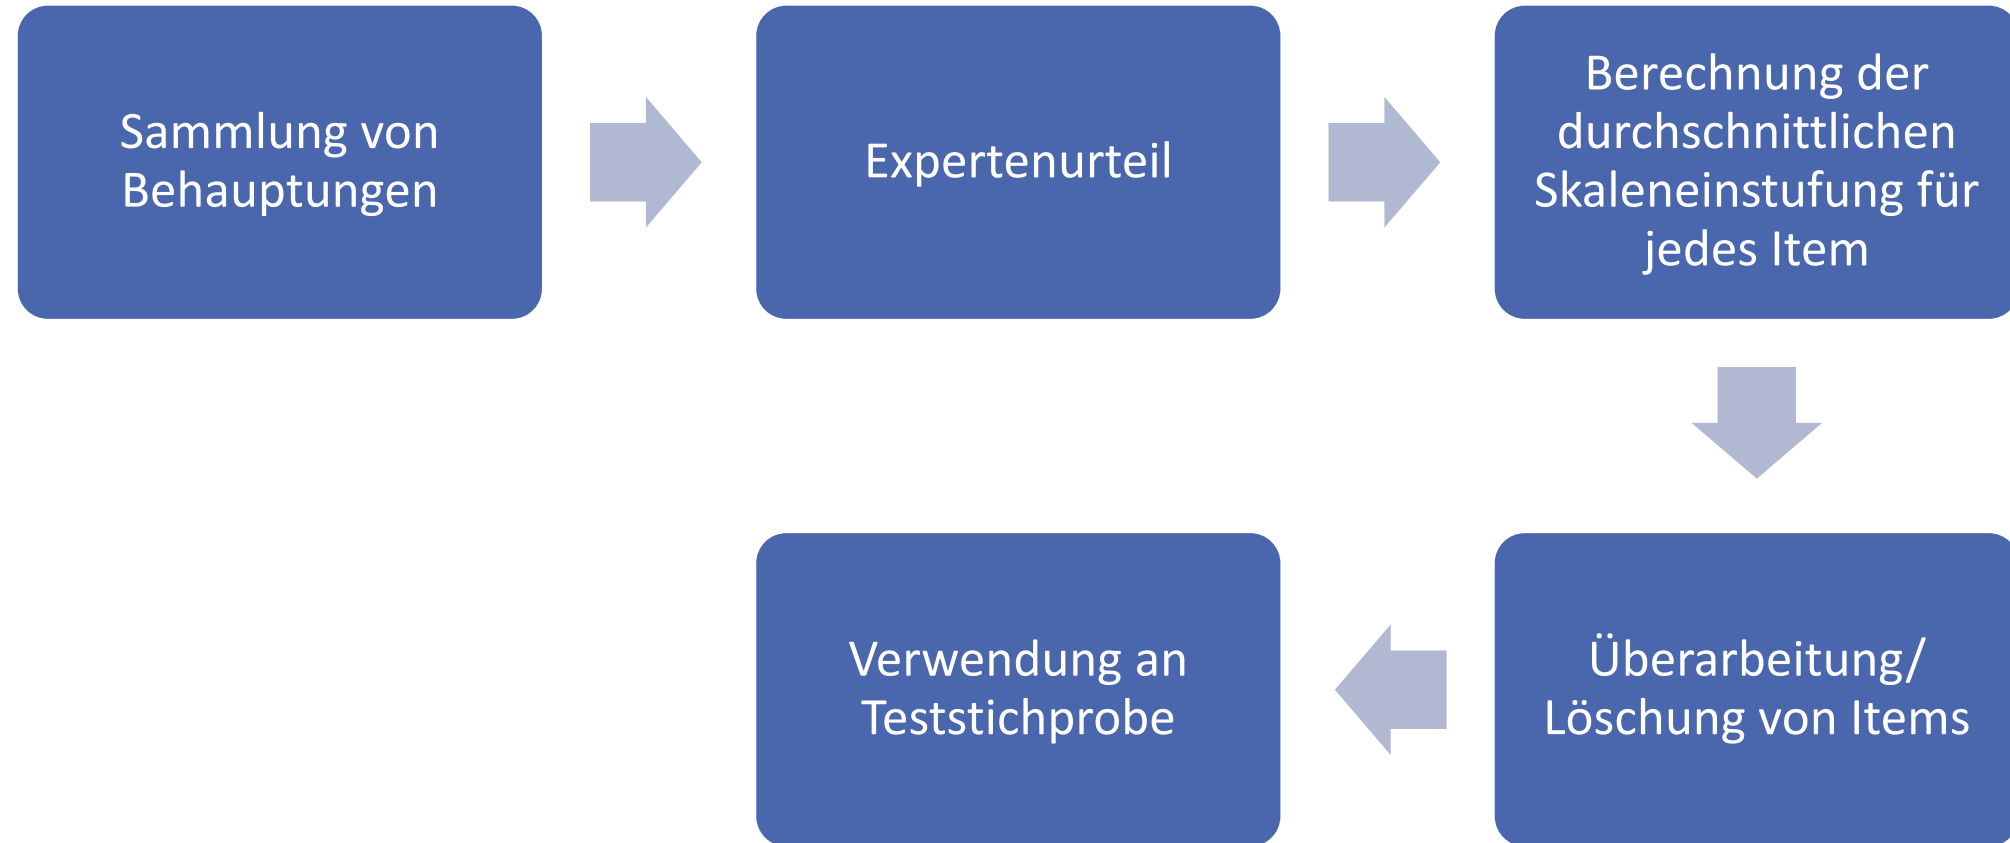 Sammlung von
Behauptungen
Expertenurteil
Berechnung der
durchschnittlichen
Skaleneinstufung für
jedes Item
Überarbeitung/
Löschung von Items
Verwendung an
Teststichprobe